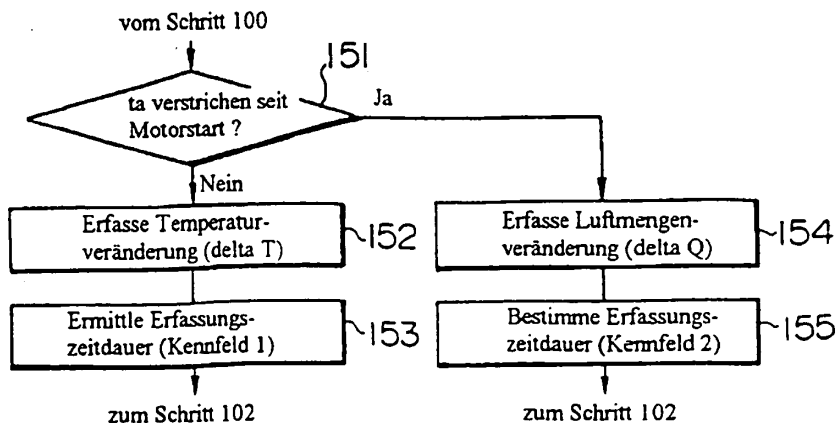 vom Schritt 100
151
ta verstrichen seit
Motorstart ?
Ja
Nein
Erfasse Temperatur-
veränderung (delta T)
152
Erfasse Luftmengen-
veränderung (delta Q)
154
Ermittle Erfassungs-
zeitdauer (Kennfeld 1)
153
Bestimme Erfassungs-
zeitdauer (Kennfeld 2)
155
zum Schritt 102
zum Schritt 102